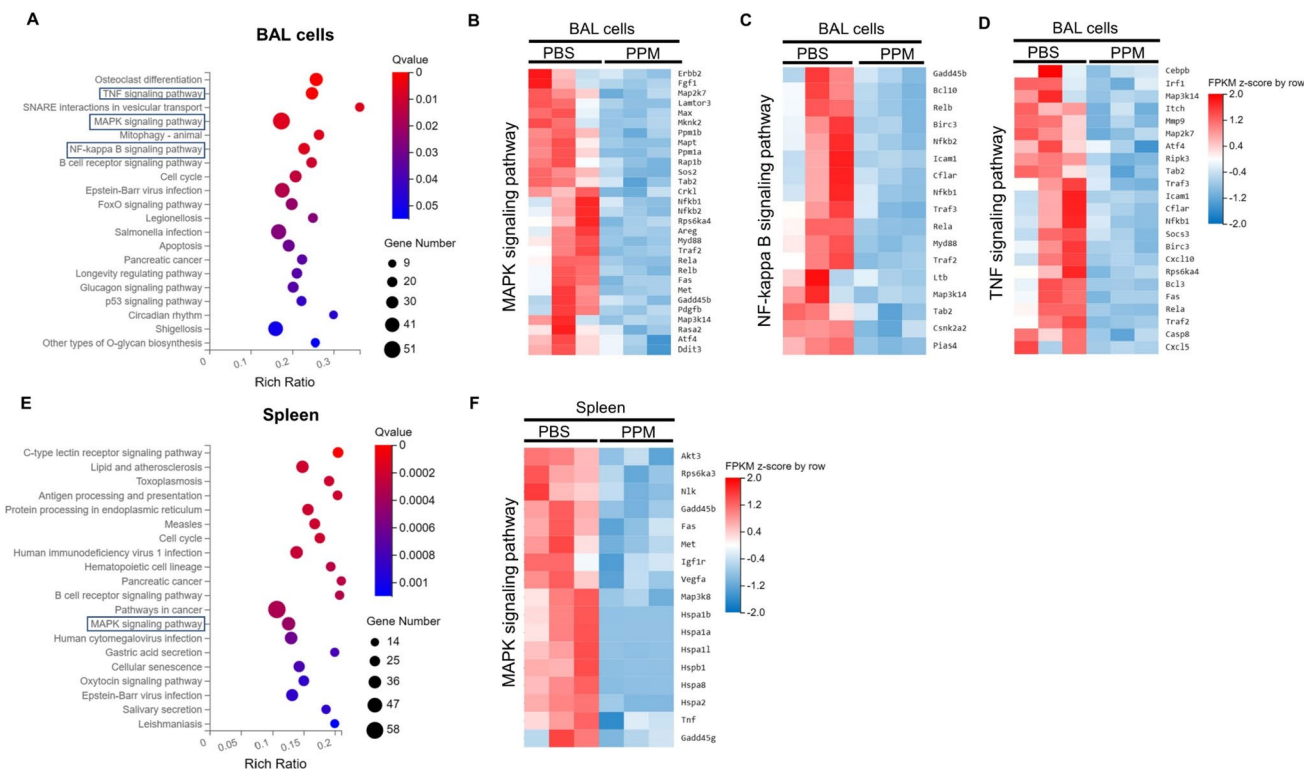 A
BAL cells
Osteoclast differentiation
TNF signaling pathway
SNARE interactions in vesicular transport
MAPK signaling pathway
Mitophagy - animal
NF-kappa B signaling pathway
B cell receptor signaling pathway
Cell cycle
Epstein-Barr virus infection
FoxO signaling pathway
Legionellosis
Salmonella infection
Apoptosis
Pancreatic cancer
Longevity regulating pathway
Glucagon signaling pathway
p53 signaling pathway
Circadian rhythm
Shigellosis
Other types of O-glycan biosynthesis
0 0.1 0.2 0.3
Rich Ratio
Qvalue
0
0.01
0.02
0.03
0.04
0.05
Gene Number
9
20
30
41
51
B
BAL cells
PBS PPM
MAPK signaling pathway
Erbb2
Fgf1
Map2k7
Lamtor3
Max
Mknk2
Ppm1b
Mapt
Ppm1a
Rap1b
Sos2
Tab2
Crkl
Nfkb1
Nfkb2
Rps6ka4
Areg
Myd88
Traf2
Rela
Relb
Fas
Met
Gadd45b
Pdgfb
Map3k14
Rasa2
Atf4
Ddit3
C
BAL cells
PBS PPM
NF-kappa B signaling pathway
Gadd45b
Bcl10
Relb
Birc3
Nfkb2
Icam1
Cflar
Nfkb1
Traf3
Rela
Myd88
Traf2
Ltb
Map3k14
Tab2
Csnk2a2
Pias4
D
BAL cells
PBS PPM
TNF signaling pathway
Cebpb
Irf1
Map3k14
Itch
Mmp9
Map2k7
Atf4
Ripk3
Tab2
Traf3
Icam1
Cflar
Nfkb1
Socs3
Birc3
Cxcl10
Rps6ka4
Bcl3
Fas
Rela
Traf2
Casp8
Cxcl5
FPKM z-score by row
2.0
1.2
0.4
-0.4
-1.2
-2.0
E
Spleen
C-type lectin receptor signaling pathway
Lipid and atherosclerosis
Toxoplasmosis
Antigen processing and presentation
Protein processing in endoplasmic reticulum
Measles
Cell cycle
Human immunodeficiency virus 1 infection
Hematopoietic cell lineage
Pancreatic cancer
B cell receptor signaling pathway
Pathways in cancer
MAPK signaling pathway
Human cytomegalovirus infection
Gastric acid secretion
Cellular senescence
Oxytocin signaling pathway
Epstein-Barr virus infection
Salivary secretion
Leishmaniasis
0 0.05 0.1 0.15 0.2
Rich Ratio
Qvalue
0
0.0002
0.0004
0.0006
0.0008
0.001
Gene Number
14
25
36
47
58
F
Spleen
PBS PPM
MAPK signaling pathway
Akt3
Rps6ka3
Nlk
Gadd45b
Fas
Met
Igf1r
Vegfa
Map3k8
Hspa1b
Hspa1a
Hspa1l
Hspb1
Hspa8
Hspa2
Tnf
Gadd45g
FPKM z-score by row
2.0
1.2
0.4
-0.4
-1.2
-2.0